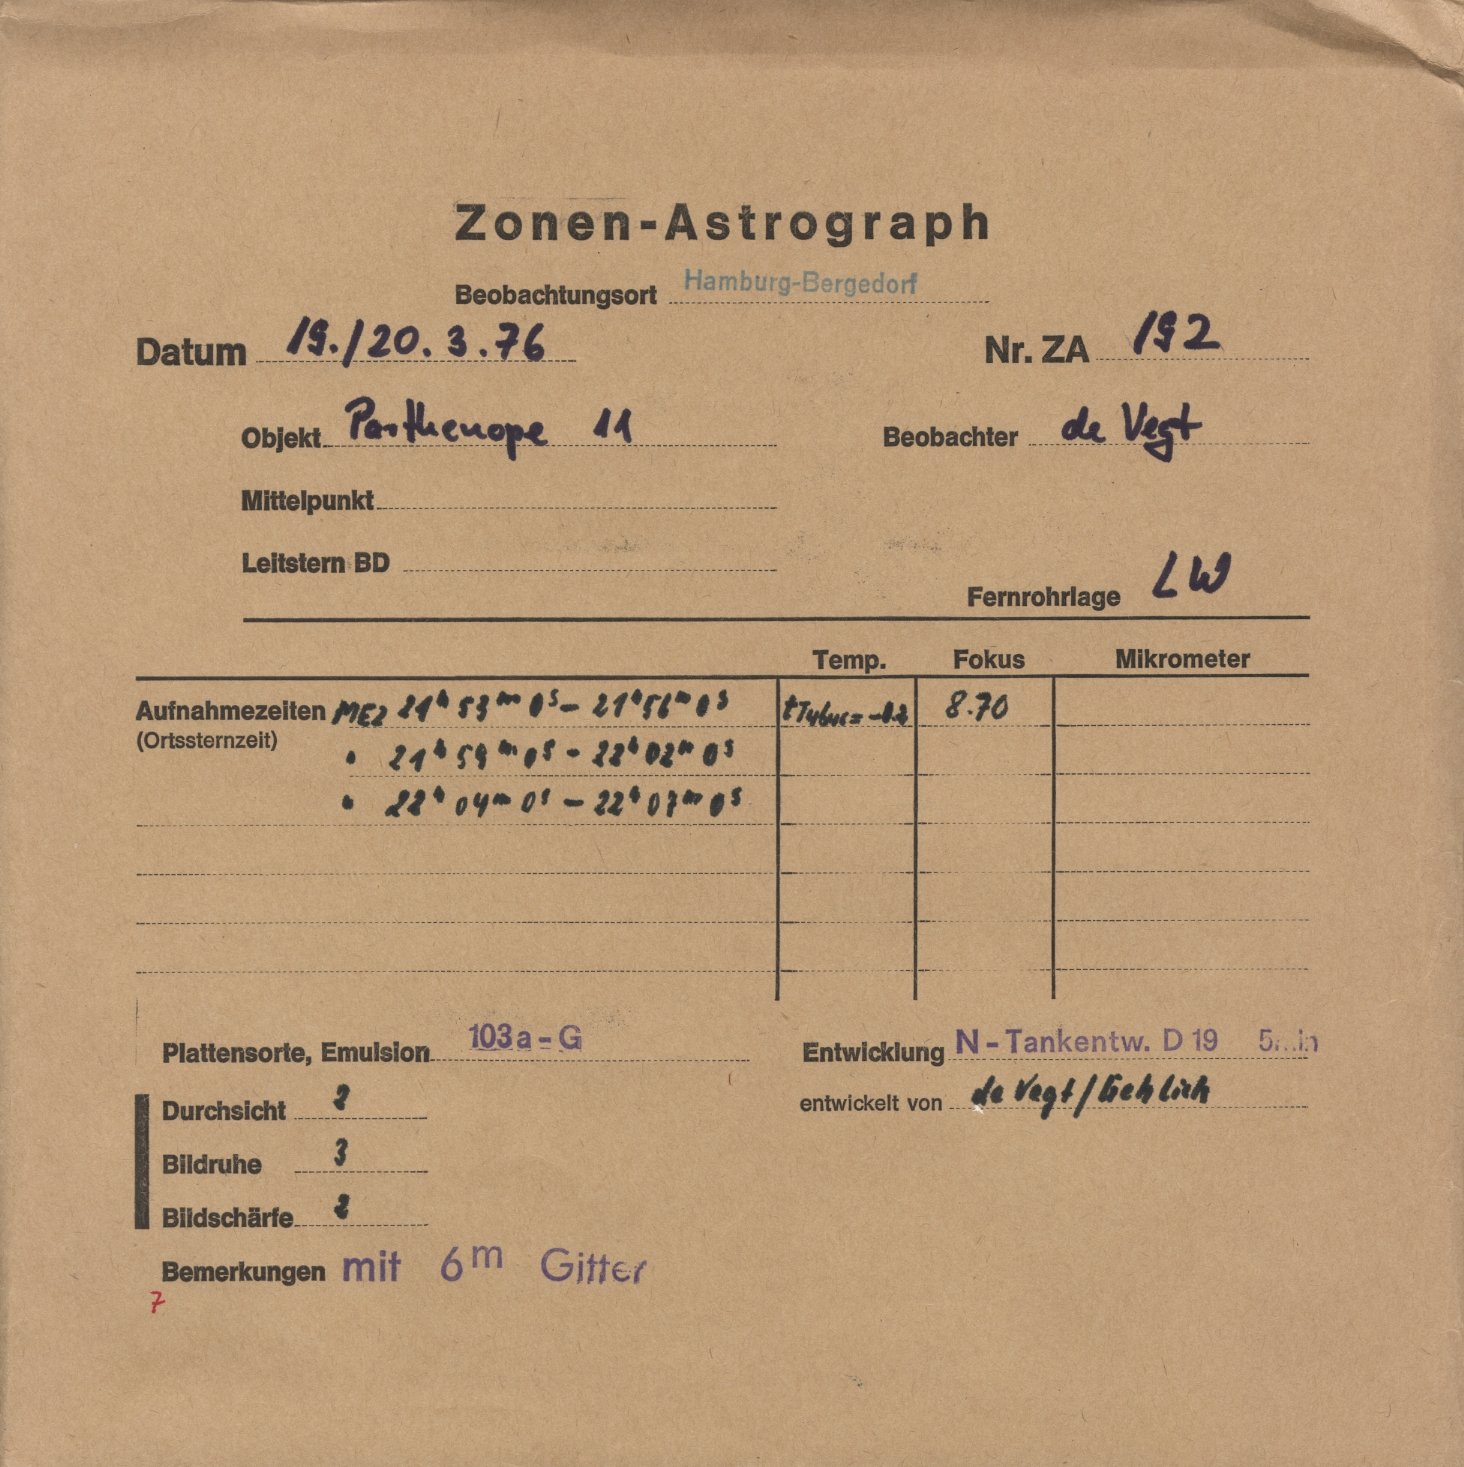 Zonen-Astrograph
Beobachtungsort Hamburg-Bergedorf
Datum 19./20.3.76 Nr. ZA 192
Objekt Parthenope 11 Beobachter de Vegt
Mittelpunkt
Leitstern BD
Fernrohrlage LW
Temp. Fokus Mikrometer
Aufnahmezeiten MEZ 21h 53m 0s - 21h 56m 0s tTubus= 8.70
(Ortssternzeit) " 21h 59m 0s - 22h 02m 0s
" 22h 04m 0s - 22h 07m 0s
Plattensorte, Emulsion 103a-G Entwicklung N-Tankentw. D 19 5min
Durchsicht 2 entwickelt von de Vegt/
Bildruhe 3
Bildschärfe 2
Bemerkungen mit 6m Gitter
7